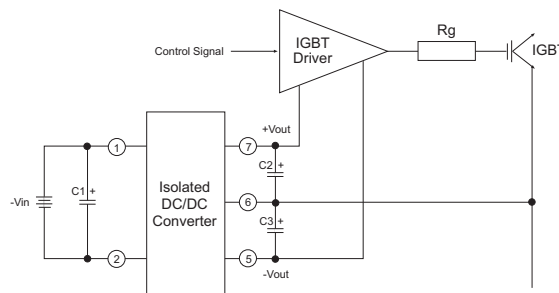 Rg
IGBT
IGBT
Driver
Control Signal
+Vout
1
7
C2 +
C1 +
Isolated
DC/DC
Converter
-Vin
6
C3 +
2
5
-Vout